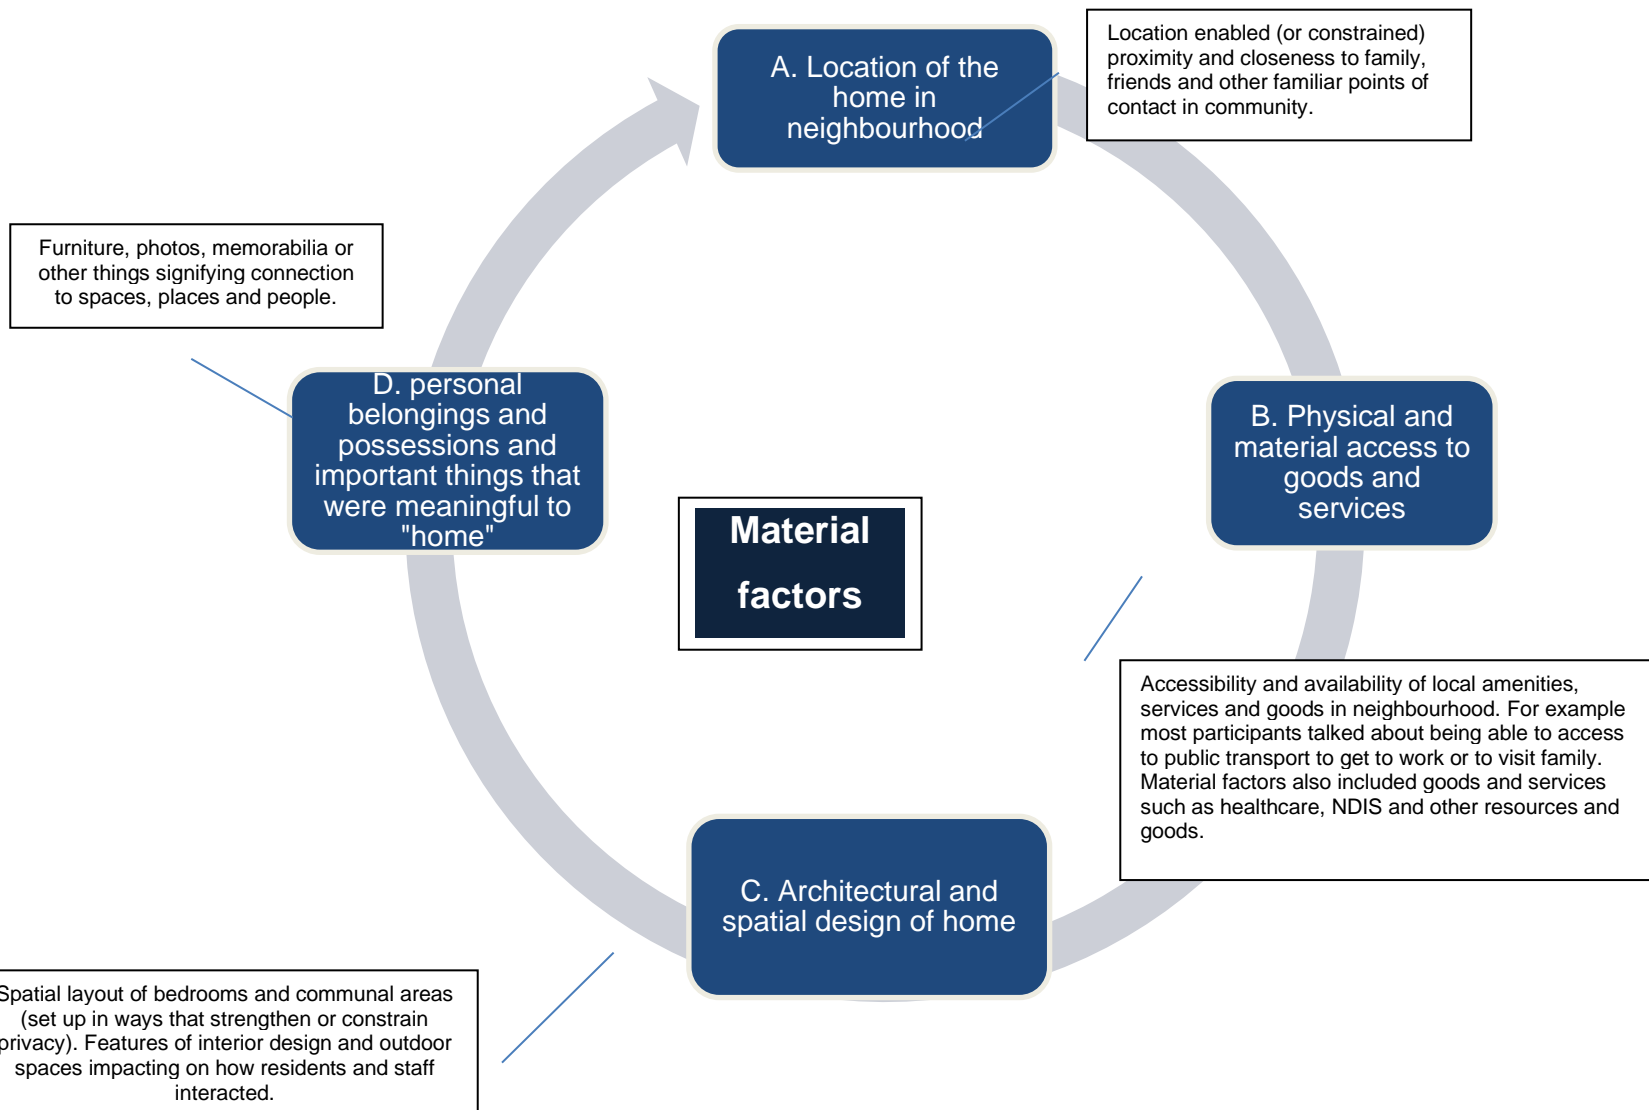 A. Location of the
home in
neighbourhood
Location enabled (or constrained)
proximity and closeness to family,
friends and other familiar points of
contact in community.
Furniture, photos, memorabilia or
other things signifying connection
to spaces, places and people.
D. personal
belongings and
possessions and
important things that
were meaningful to
"home"
B. Physical and
material access to
goods and
services
Material
factors
Accessibility and availability of local amenities,
services and goods in neighbourhood. For example
most participants talked about being able to access
to public transport to get to work or to visit family.
Material factors also included goods and services
such as healthcare, NDIS and other resources and
goods.
C. Architectural and
spatial design of home
Spatial layout of bedrooms and communal areas
(set up in ways that strengthen or constrain
privacy). Features of interior design and outdoor
spaces impacting on how residents and staff
interacted.